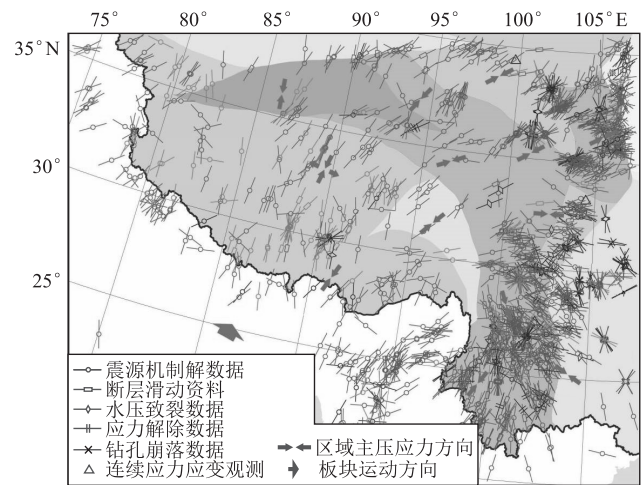 75° 80° 85° 90° 95° 100° 105°E
35°N
30°
25°
震源机制解数据
断层滑动资料
水压致裂数据
应力解除数据
钻孔崩落数据
连续应力应变观测
区域主压应力方向
板块运动方向